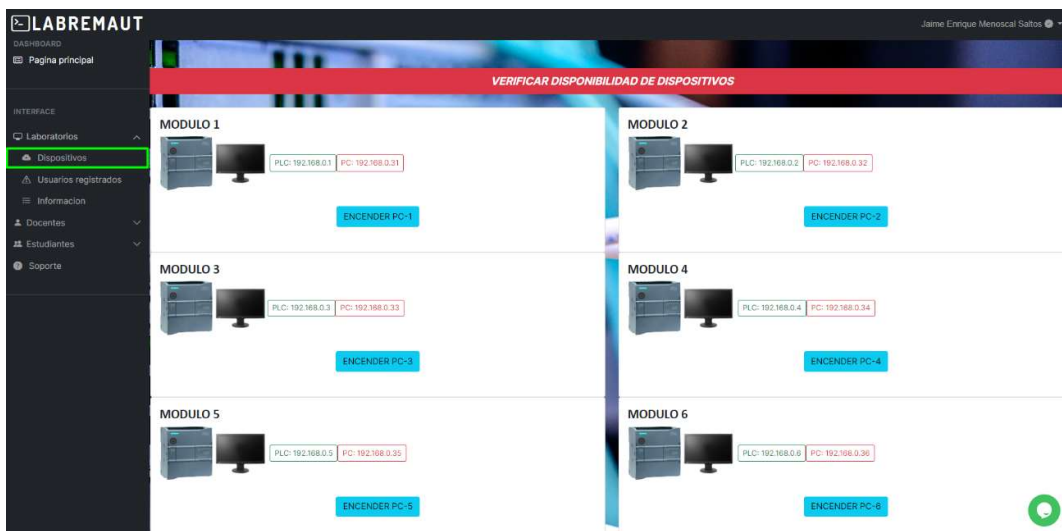 LABREMAUT
Jaime Enrique Menoscal Saltos
DASHBOARD
Pagina principal
INTERFACE
Laboratorios
Dispositivos
Usuarios registrados
Informacion
Docentes
Estudiantes
Soporte
VERIFICAR DISPONIBILIDAD DE DISPOSITIVOS
MODULO 1
PLC: 192.168.0.1 PC: 192.168.0.31
ENCENDER PC-1
MODULO 2
PLC: 192.168.0.2 PC: 192.168.0.32
ENCENDER PC-2
MODULO 3
PLC: 192.168.0.3 PC: 192.168.0.33
ENCENDER PC-3
MODULO 4
PLC: 192.168.0.4 PC: 192.168.0.34
ENCENDER PC-4
MODULO 5
PLC: 192.168.0.5 PC: 192.168.0.35
ENCENDER PC-5
MODULO 6
PLC: 192.168.0.6 PC: 192.168.0.36
ENCENDER PC-6